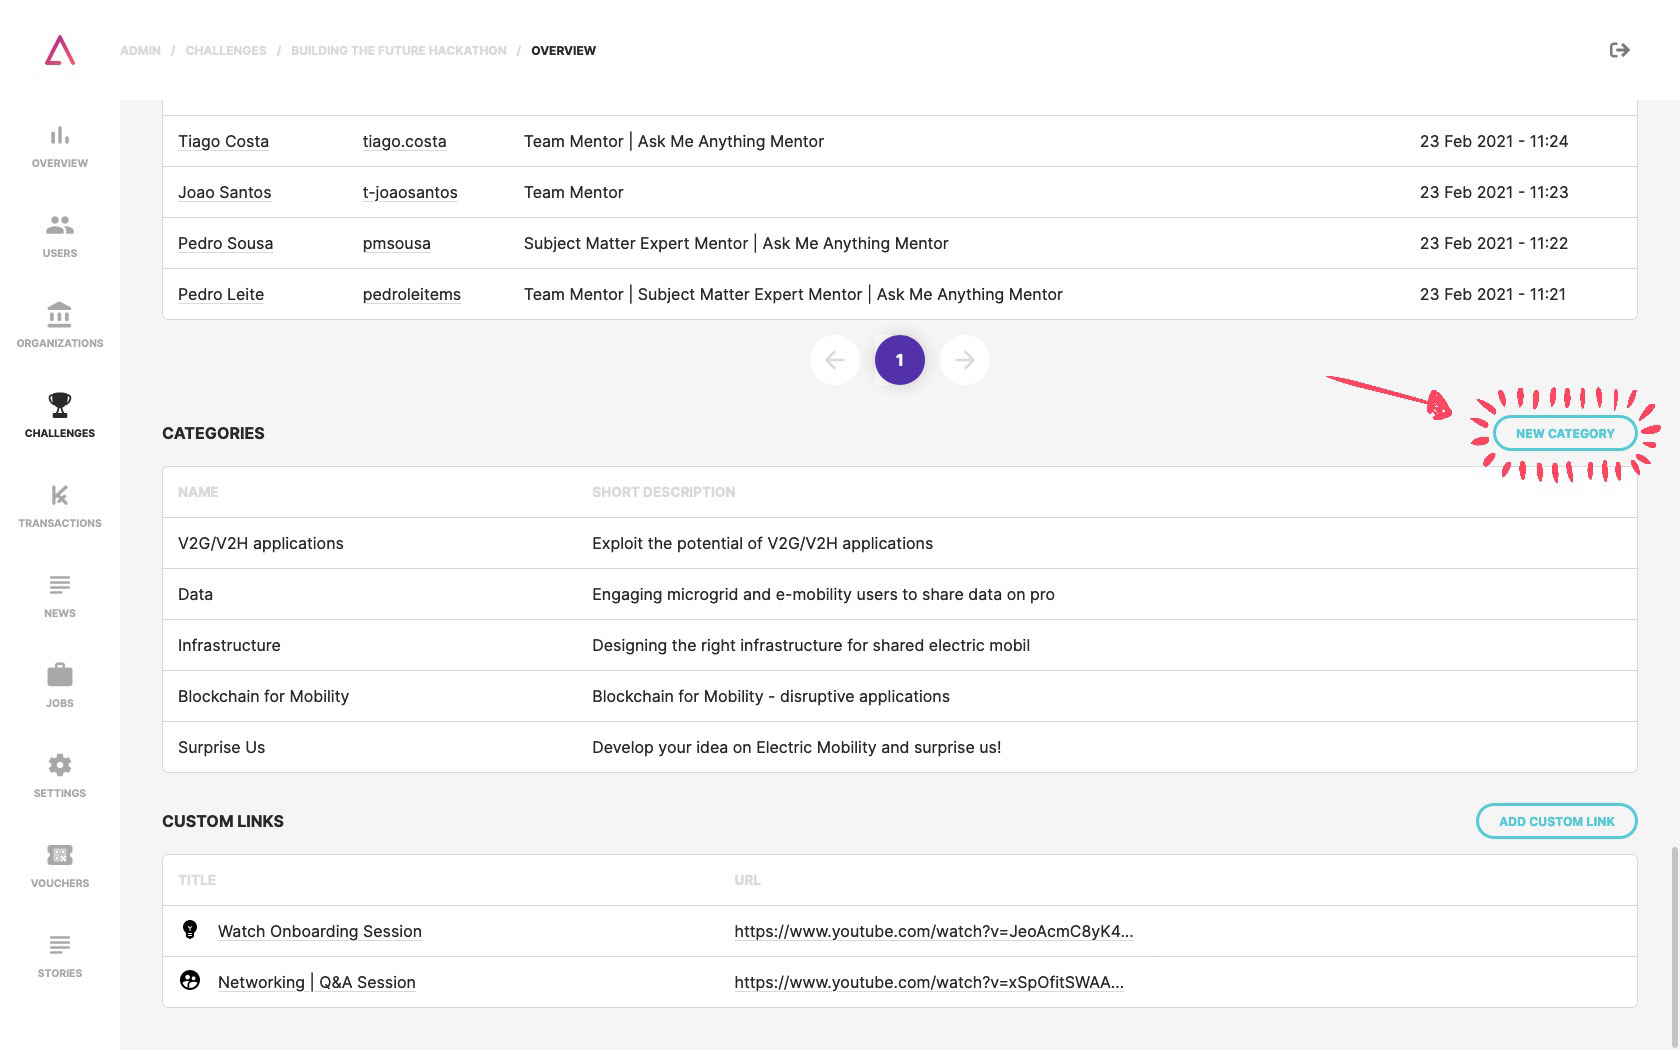 ADMIN / CHALLENGES / BUILDING THE FUTURE HACKATHON / OVERVIEW
OVERVIEW
USERS
ORGANIZATIONS
CHALLENGES
TRANSACTIONS
NEWS
JOBS
SETTINGS
VOUCHERS
STORIES
Tiago Costa tiago.costa Team Mentor | Ask Me Anything Mentor 23 Feb 2021 - 11:24
Joao Santos t-joaosantos Team Mentor 23 Feb 2021 - 11:23
Pedro Sousa pmsousa Subject Matter Expert Mentor | Ask Me Anything Mentor 23 Feb 2021 - 11:22
Pedro Leite pedroleitems Team Mentor | Subject Matter Expert Mentor | Ask Me Anything Mentor 23 Feb 2021 - 11:21
1
CATEGORIES NEW CATEGORY
NAME SHORT DESCRIPTION
V2G/V2H applications Exploit the potential of V2G/V2H applications
Data Engaging microgrid and e-mobility users to share data on pro
Infrastructure Designing the right infrastructure for shared electric mobil
Blockchain for Mobility Blockchain for Mobility - disruptive applications
Surprise Us Develop your idea on Electric Mobility and surprise us!
CUSTOM LINKS ADD CUSTOM LINK
TITLE URL
Watch Onboarding Session https://www.youtube.com/watch?v=JeoAcmC8yK4...
Networking | Q&A Session https://www.youtube.com/watch?v=xSpOfitSWAA...